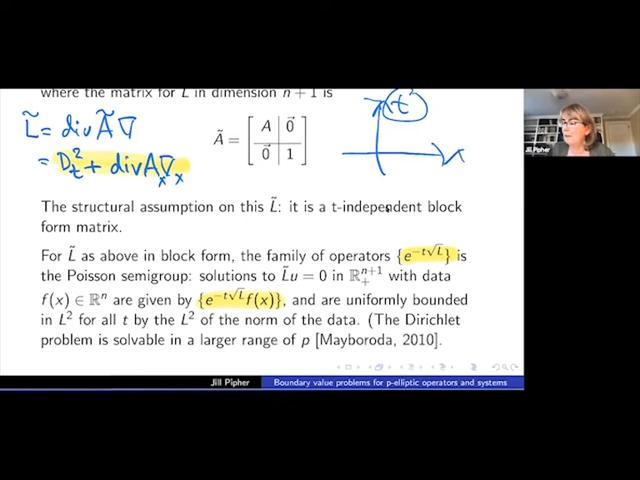 where the matrix for L in dimension n + 1 is
L̃ = div Ã ∇
= D_t^2 + div_x A ∇_x
Ã = [ A | 0⃗ ; 0⃗ | 1 ]
t
x
The structural assumption on this L̃: it is a t-independent block
form matrix.
For L̃ as above in block form, the family of operators {e^{-t√L}} is
the Poisson semigroup: solutions to L̃u = 0 in ℝ^{n+1}_+ with data
f(x) ∈ ℝ^n are given by {e^{-t√L}f(x)}, and are uniformly bounded
in L^2 for all t by the L^2 of the norm of the data. (The Dirichlet
problem is solvable in a larger range of p [Mayboroda, 2010].
Jill Pipher
Boundary value problems for p-elliptic operators and systems
Jill Pipher